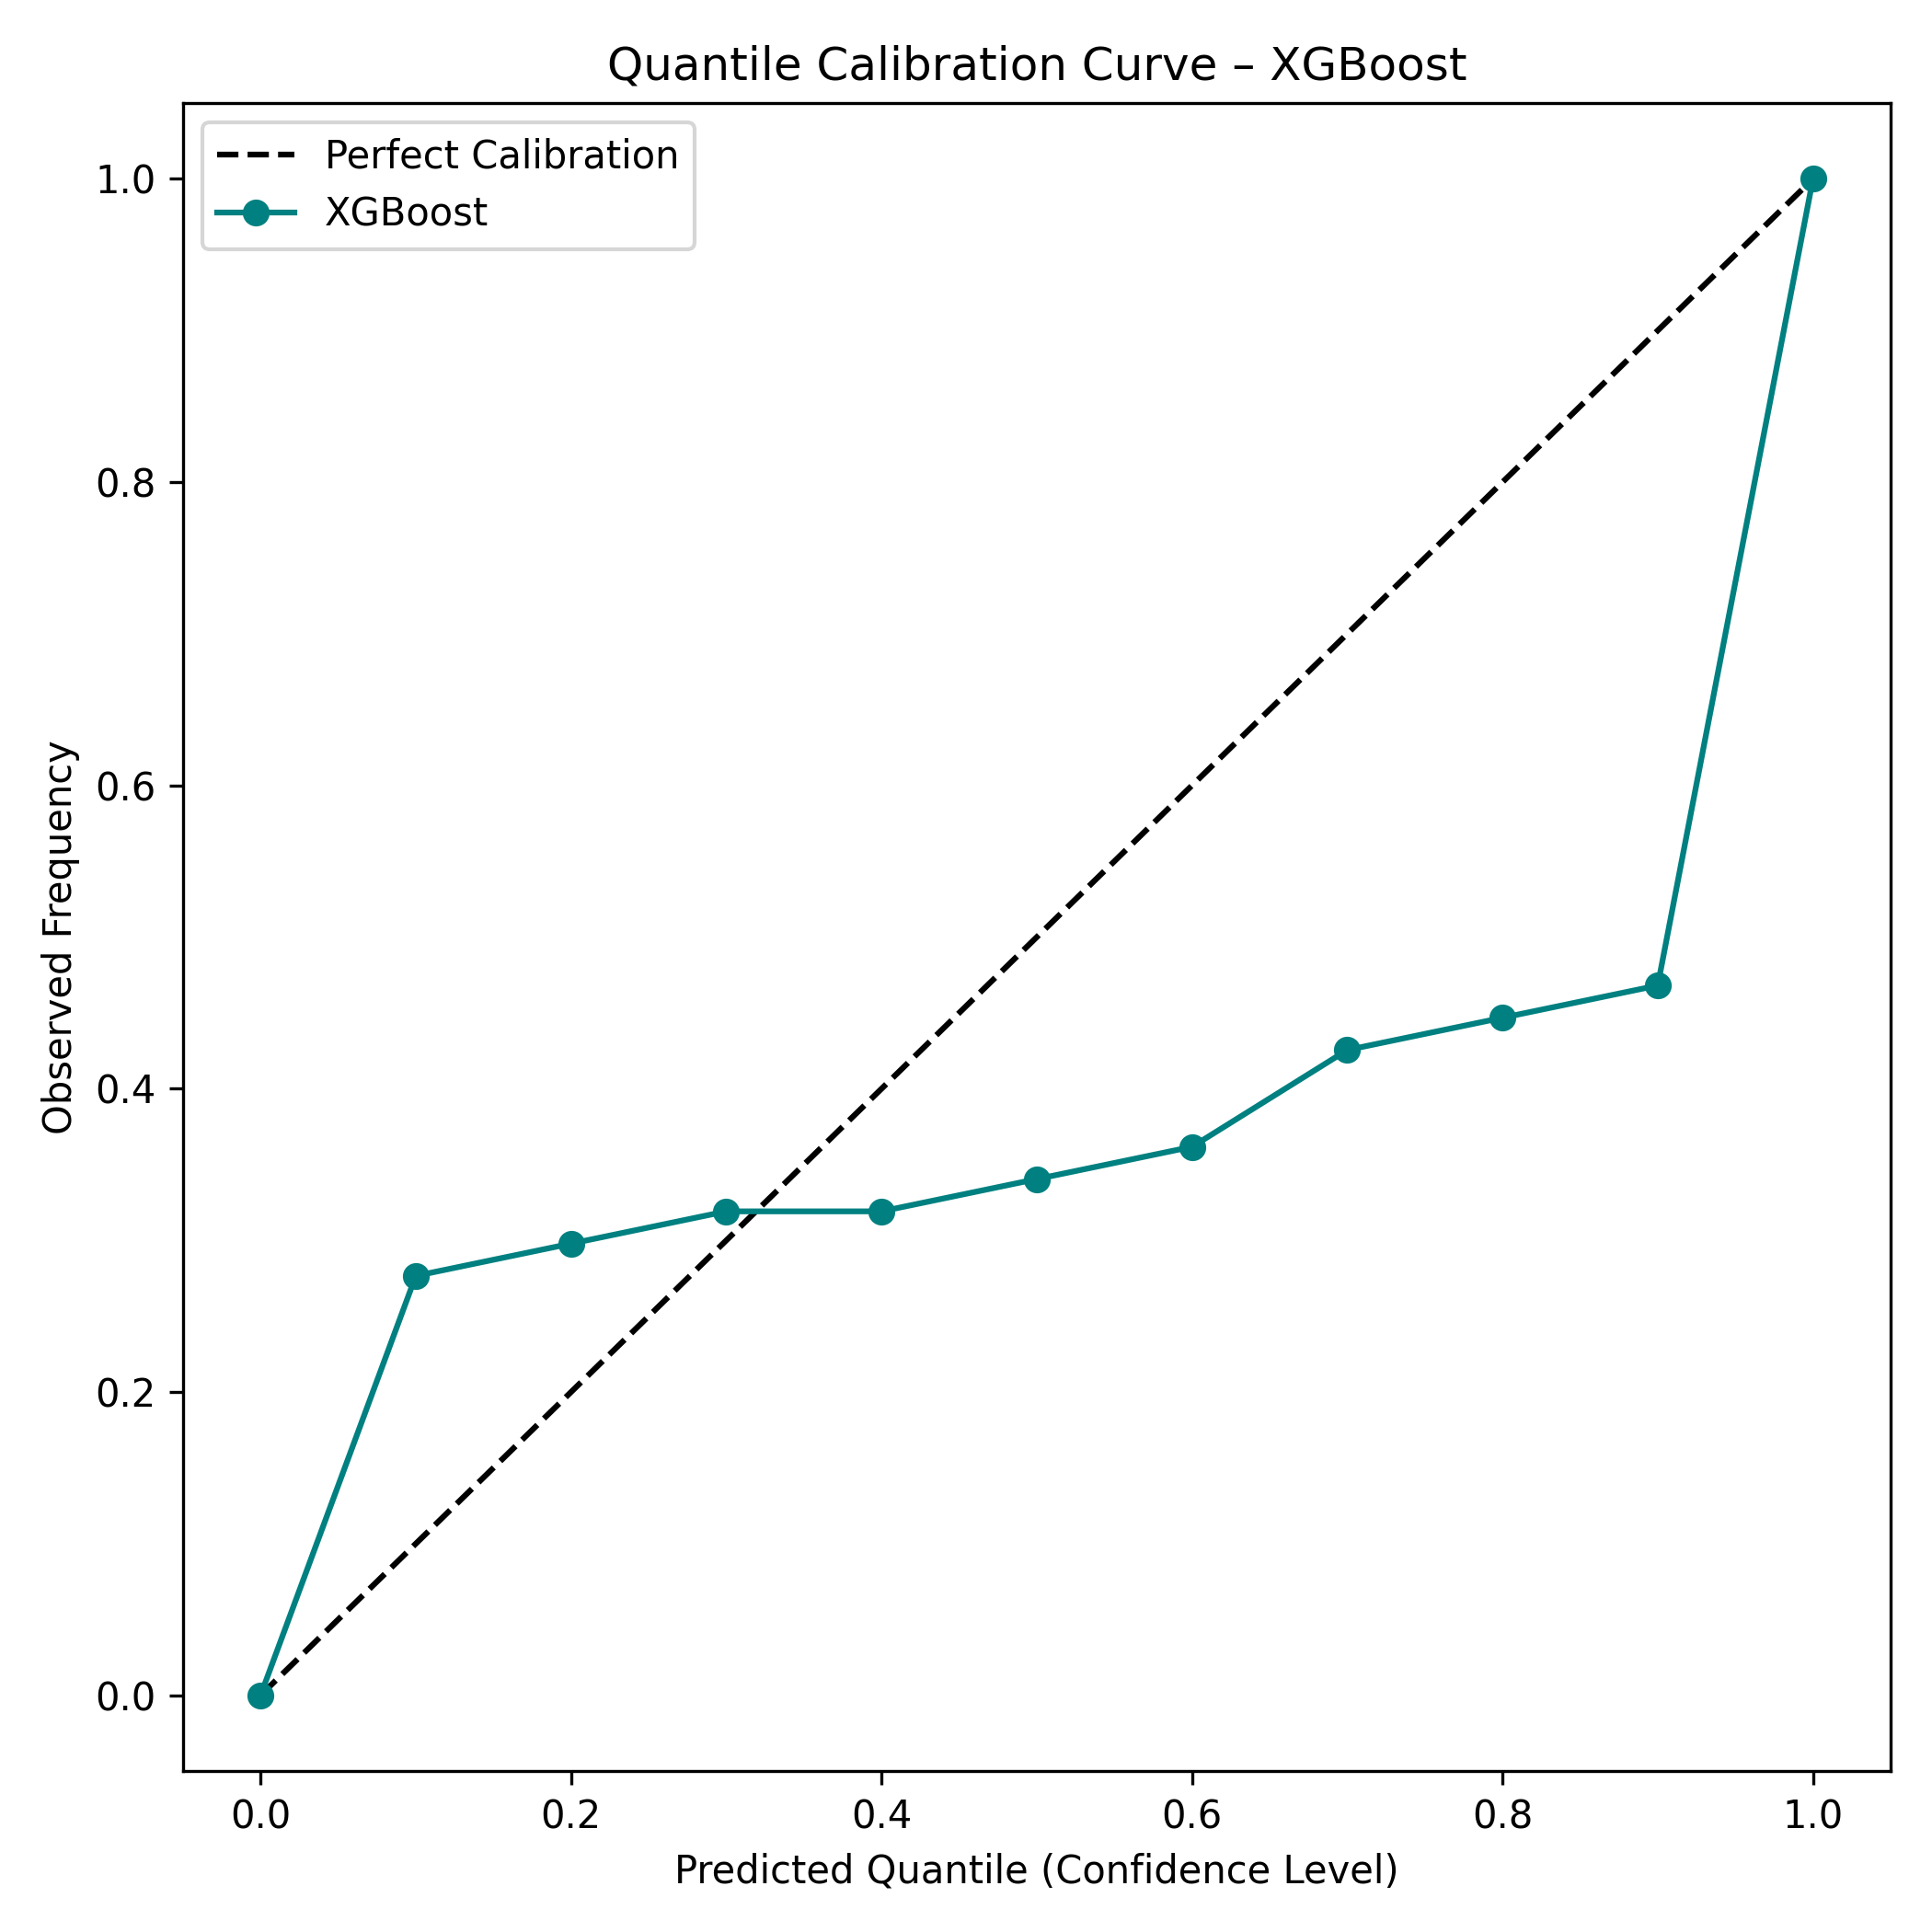 Quantile Calibration Curve – XGBoost
Perfect Calibration
XGBoost
1.0
0.8
0.6
0.4
0.2
0.0
Observed Frequency
0.0 0.2 0.4 0.6 0.8 1.0
Predicted Quantile (Confidence Level)